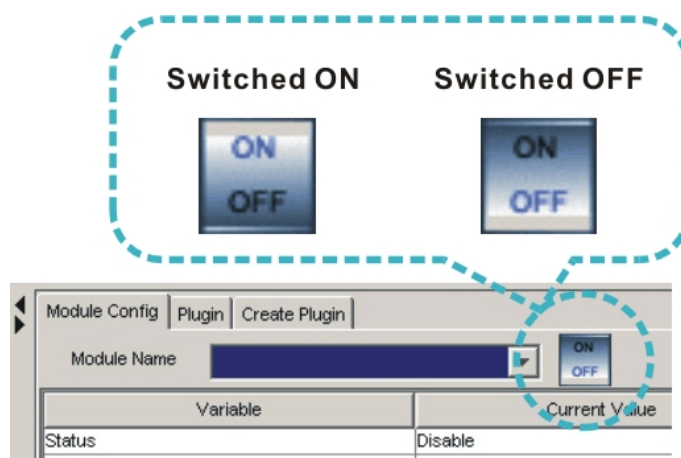 Switched ON Switched OFF
ON ON
OFF OFF
Module Config Plugin Create Plugin
Module Name ON
OFF
Variable Current Value
Status Disable